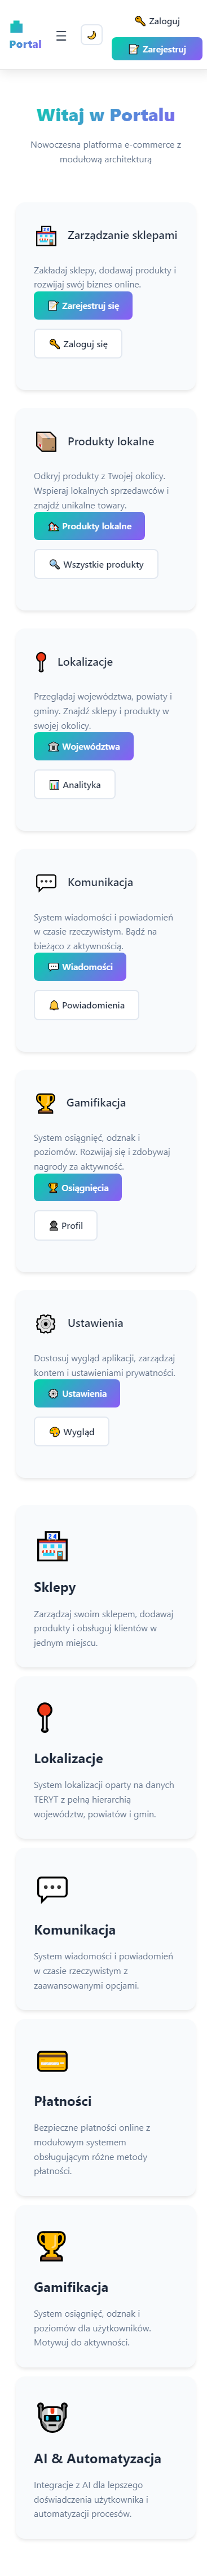 Portal
Zaloguj
Zarejestruj
Witaj w Portalu
Nowoczesna platforma e-commerce z
modułową architekturą
Zarządzanie sklepami
Zakładaj sklepy, dodawaj produkty i
rozwijaj swój biznes online.
Zarejestruj się
Zaloguj się
Produkty lokalne
Odkryj produkty z Twojej okolicy.
Wspieraj lokalnych sprzedawców i
znajdź unikalne towary.
Produkty lokalne
Wszystkie produkty
Lokalizacje
Przeglądaj województwa, powiaty i
gminy. Znajdź sklepy i produkty w
swojej okolicy.
Województwa
Analityka
Komunikacja
System wiadomości i powiadomień
w czasie rzeczywistym. Bądź na
bieżąco z aktywnością.
Wiadomości
Powiadomienia
Gamifikacja
System osiągnięć, odznak i
poziomów. Rozwijaj się i zdobywaj
nagrody za aktywność.
Osiągnięcia
Profil
Ustawienia
Dostosuj wygląd aplikacji, zarządzaj
kontem i ustawieniami prywatności.
Ustawienia
Wygląd
24
Sklepy
Zarządzaj swoim sklepem, dodawaj
produkty i obsługuj klientów w
jednym miejscu.
Lokalizacje
System lokalizacji oparty na danych
TERYT z pełną hierarchią
województw, powiatów i gmin.
Komunikacja
System wiadomości i powiadomień
w czasie rzeczywistym z
zaawansowanymi opcjami.
Płatności
Bezpieczne płatności online z
modułowym systemem
obsługującym różne metody
płatności.
Gamifikacja
System osiągnięć, odznak i
poziomów dla użytkowników.
Motywuj do aktywności.
AI & Automatyzacja
Integracje z AI dla lepszego
doświadczenia użytkownika i
automatyzacji procesów.